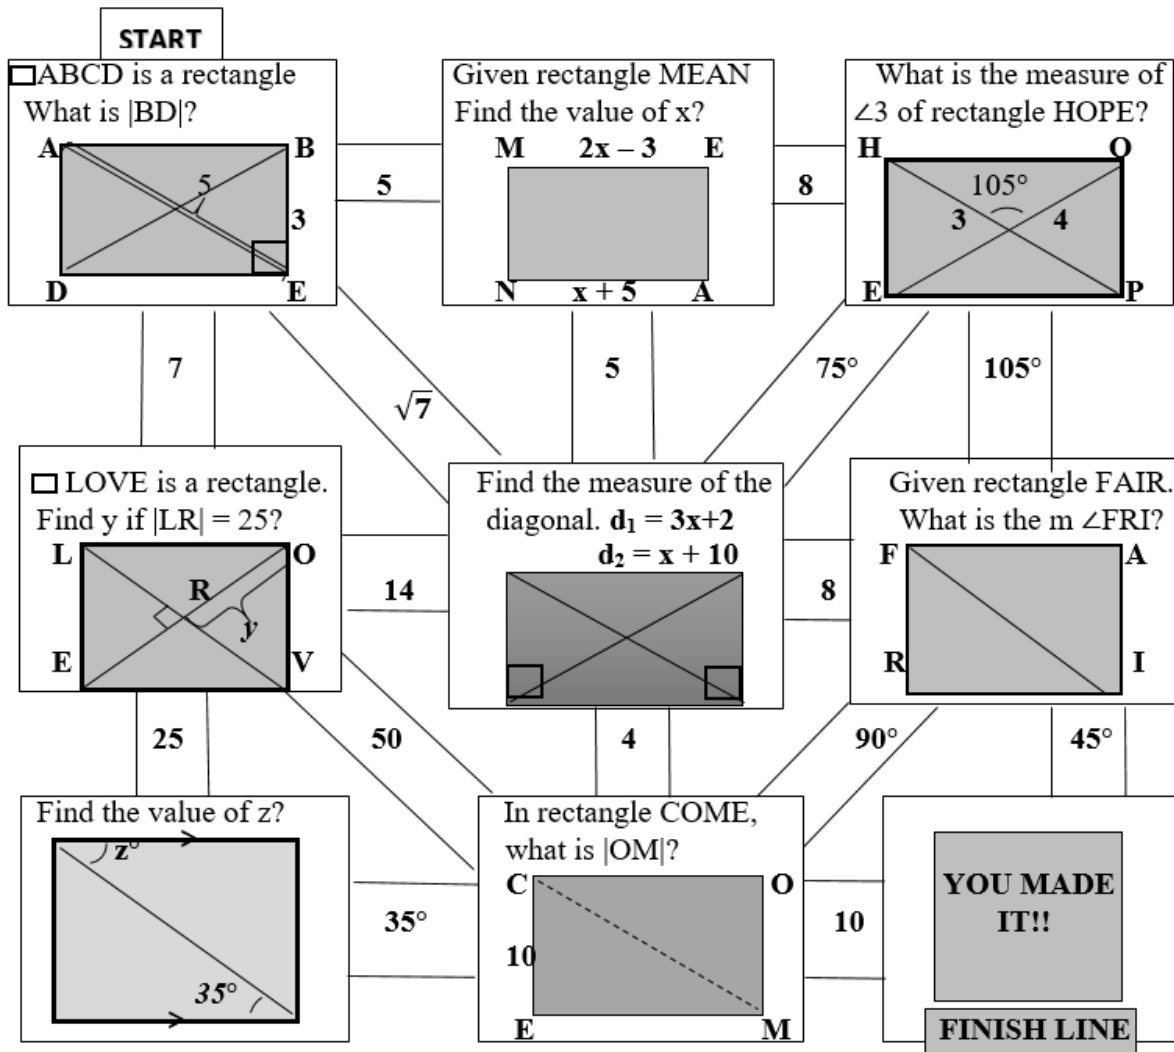 START
ABCD is a rectangle
What is |BD|?
A
B
5
3
D
E
5
Given rectangle MEAN
Find the value of x?
M
2x – 3
E
N
x + 5
A
8
What is the measure of
∠3 of rectangle HOPE?
H
O
105°
3
4
E
P
7
√7
5
75°
105°
LOVE is a rectangle.
Find y if |LR| = 25?
L
O
R
y
E
V
14
Find the measure of the
diagonal. d₁ = 3x+2
d₂ = x + 10
8
Given rectangle FAIR.
What is the m ∠FRI?
F
A
R
I
25
50
4
90°
45°
Find the value of z?
z°
35°
35°
In rectangle COME,
what is |OM|?
C
O
10
E
M
10
YOU MADE
IT!!
FINISH LINE